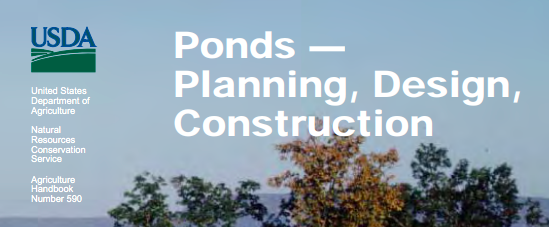 USDA
United States
Department of
Agriculture
Natural
Resources
Conservation
Service
Agriculture
Handbook
Number 590
Ponds —
Planning, Design,
Construction